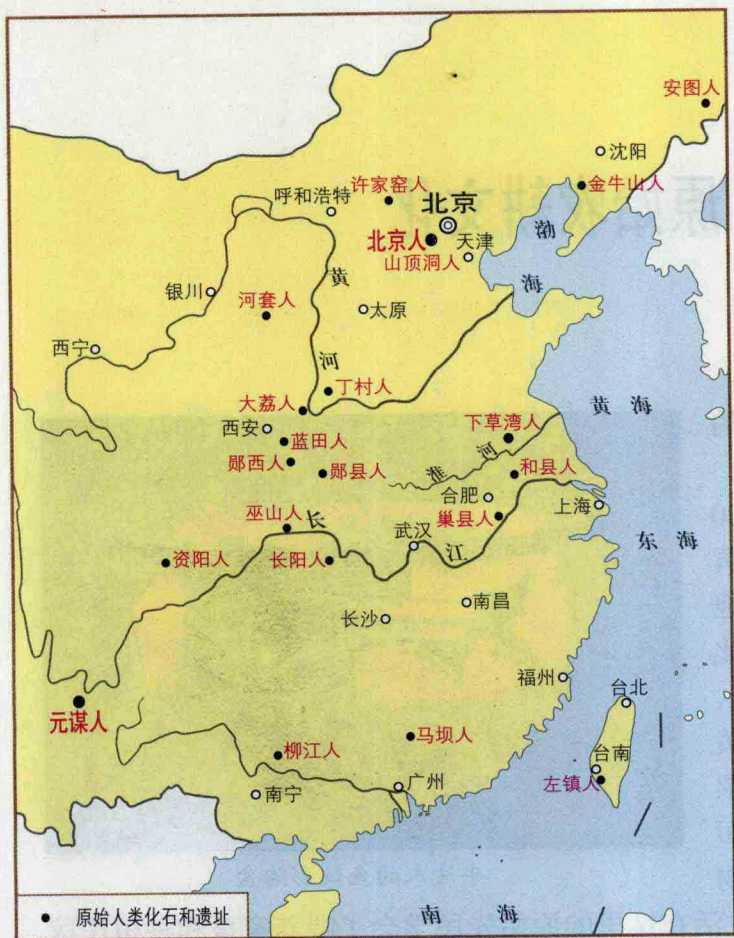 安图人
沈阳
金牛山人
许家窑人
呼和浩特
北京
北京人
天津
山顶洞人
渤
海
银川
河套人
黄
河
太原
西宁
丁村人
大荔人
西安
蓝田人
郧西人
郧县人
下草湾人
淮
河
和县人
黄海
合肥
巢县人
上海
巫山人
长
江
武汉
资阳人
长阳人
东海
南昌
长沙
福州
台北
元谋人
柳江人
马坝人
台南
左镇人
南宁
广州
南海
原始人类化石和遗址